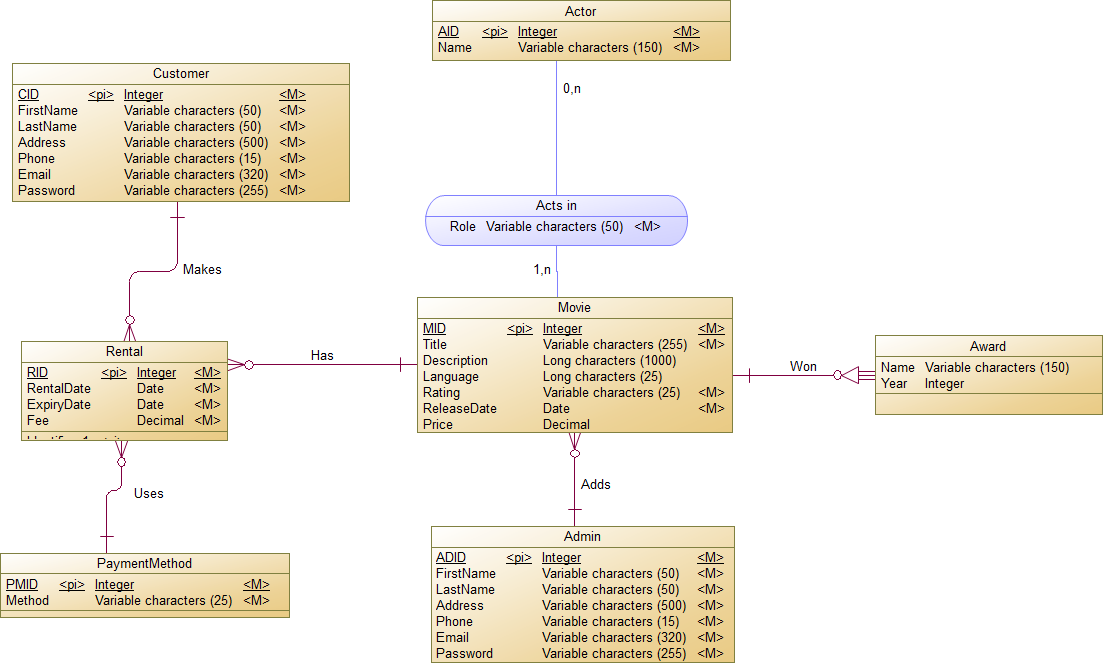 Actor
AID <pi> Integer <M>
Name Variable characters (150) <M>
0,n
Customer
CID <pi> Integer <M>
FirstName Variable characters (50) <M>
LastName Variable characters (50) <M>
Address Variable characters (500) <M>
Phone Variable characters (15) <M>
Email Variable characters (320) <M>
Password Variable characters (255) <M>
Acts in
Role Variable characters (50) <M>
1,n
Makes
Movie
MID <pi> Integer <M>
Title Variable characters (255) <M>
Description Long characters (1000)
Language Long characters (25)
Rating Variable characters (25) <M>
ReleaseDate Date <M>
Price Decimal
Has
Rental
RID <pi> Integer <M>
RentalDate Date <M>
ExpiryDate Date <M>
Fee Decimal <M>
Won
Award
Name Variable characters (150)
Year Integer
Uses
Adds
PaymentMethod
PMID <pi> Integer <M>
Method Variable characters (25) <M>
Admin
ADID <pi> Integer <M>
FirstName Variable characters (50) <M>
LastName Variable characters (50) <M>
Address Variable characters (500) <M>
Phone Variable characters (15) <M>
Email Variable characters (320) <M>
Password Variable characters (255) <M>